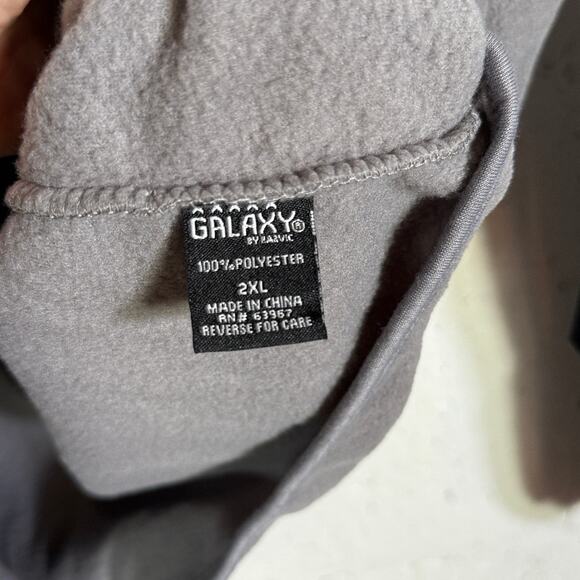 GALAXY®
BY HARVIC
100% POLYESTER
2XL
MADE IN CHINA
RN# 63967
REVERSE FOR CARE